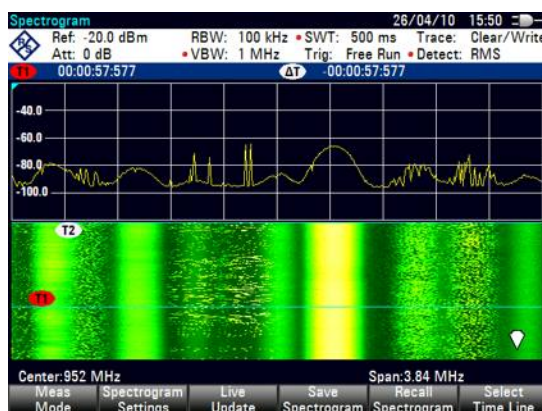 Spectrogram 26/04/10 15:50
Ref: -20.0 dBm RBW: 100 kHz • SWT: 500 ms Trace: Clear/Write
Att: 0 dB • VBW: 1 MHz Trig: Free Run • Detect: RMS
T1 00:00:57:577 ΔT -00:00:57:577
-40.0
-60.0
-80.0
-100.0
T2
T1
Center:952 MHz Span:3.84 MHz
Meas Mode Spectrogram Settings Live Update Save Spectrogram Recall Spectrogram Select Time Line